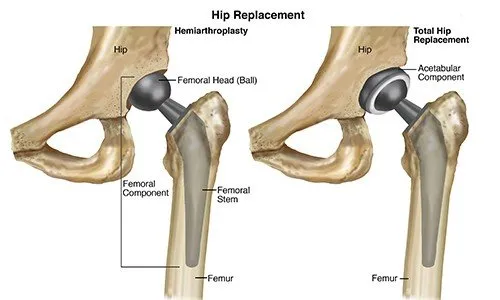 Hip Replacement
Hemiarthroplasty
Hip
Femoral Head (Ball)
Femoral
Component
Femoral
Stem
Femur
Total Hip
Replacement
Hip
Acetabular
Component
Femur